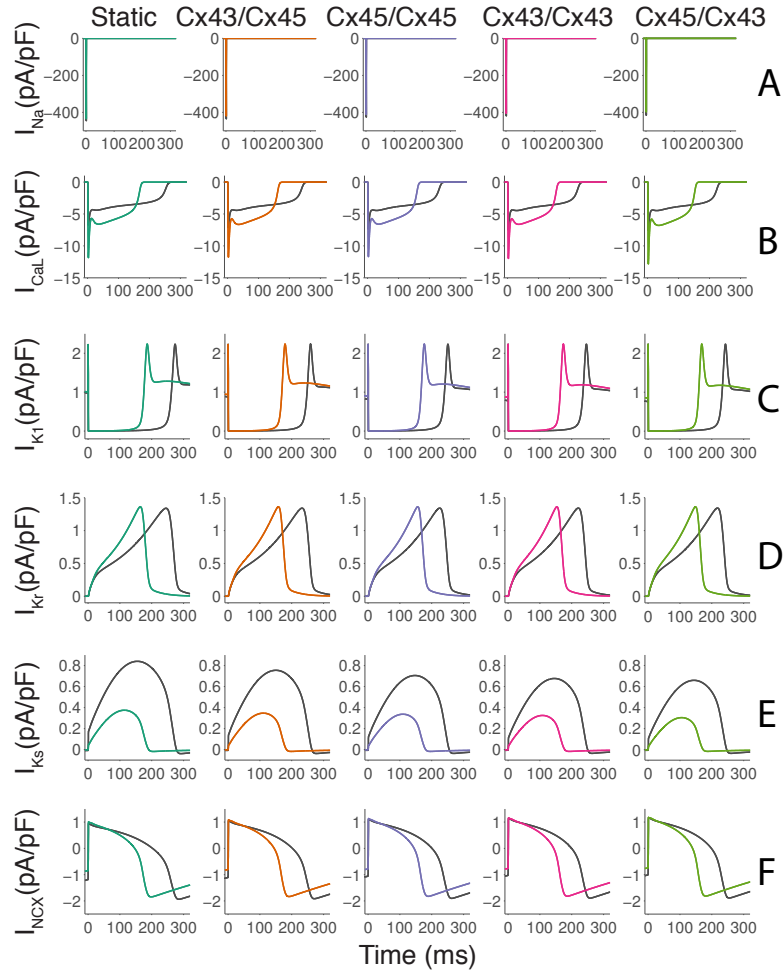 Static Cx43/Cx45 Cx45/Cx45 Cx43/Cx43 Cx45/Cx43
I_Na(pA/pF) A
0 0 0 0 0
−200 −200 −200 −200 −200
−400 −400 −400 −400 −400
0 100 300 0 100 300 0 100 300 0 100 300 0 100 300
I_CaL(pA/pF) B
0 0 0 0 0
−5 −5 −5 −5 −5
−10 −10 −10 −10 −10
−15 −15 −15 −15 −15
0 100 200 300 0 100 200 300 0 100 200 300 0 100 200 300 0 100 200 300
I_K1(pA/pF) C
2 2 2 2 2
1 1 1 1 1
0 0 0 0 0
0 100 200 300 0 100 200 300 0 100 200 300 0 100 200 300 0 100 200 300
I_Kr(pA/pF) D
1.5 1.5 1.5 1.5 1.5
1 1 1 1 1
0.5 0.5 0.5 0.5 0.5
0 0 0 0 0
0 100 200 300 0 100 200 300 0 100 200 300 0 100 200 300 0 100 200 300
I_Ks(pA/pF) E
0.8 0.8 0.8 0.8 0.8
0.6 0.6 0.6 0.6 0.6
0.4 0.4 0.4 0.4 0.4
0.2 0.2 0.2 0.2 0.2
0 0 0 0 0
0 100 200 300 0 100 200 300 0 100 200 300 0 100 200 300 0 100 200 300
I_NCX(pA/pF) F
1 1 1 1 1
0 0 0 0 0
−1 −1 −1 −1 −1
−2 −2 −2 −2 −2
0 100 200 300 0 100 200 300 0 100 200 300 0 100 200 300 0 100 200 300
Time (ms)